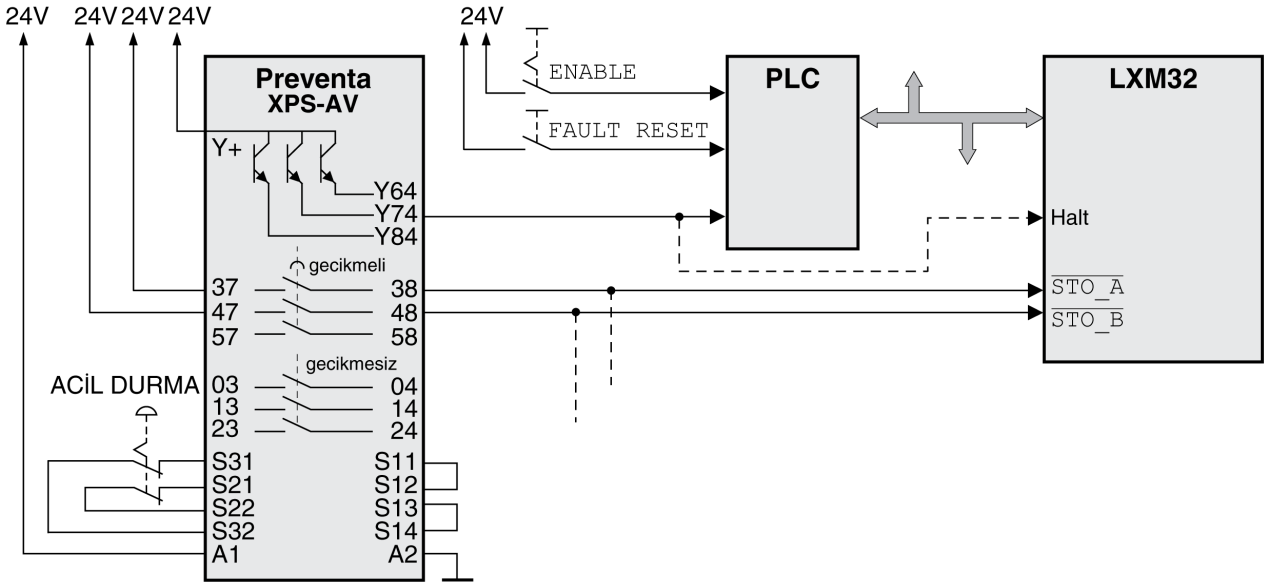 24V 24V 24V 24V 24V
Preventa
XPS-AV
PLC
LXM32
ENABLE
FAULT RESET
Y+
Y64
Y74
Y84
Halt
gecikmeli
37 38
47 48
57 58
STO_A
STO_B
gecikmesiz
ACİL DURMA
03 04
13 14
23 24
S31 S11
S21 S12
S22 S13
S32 S14
A1 A2